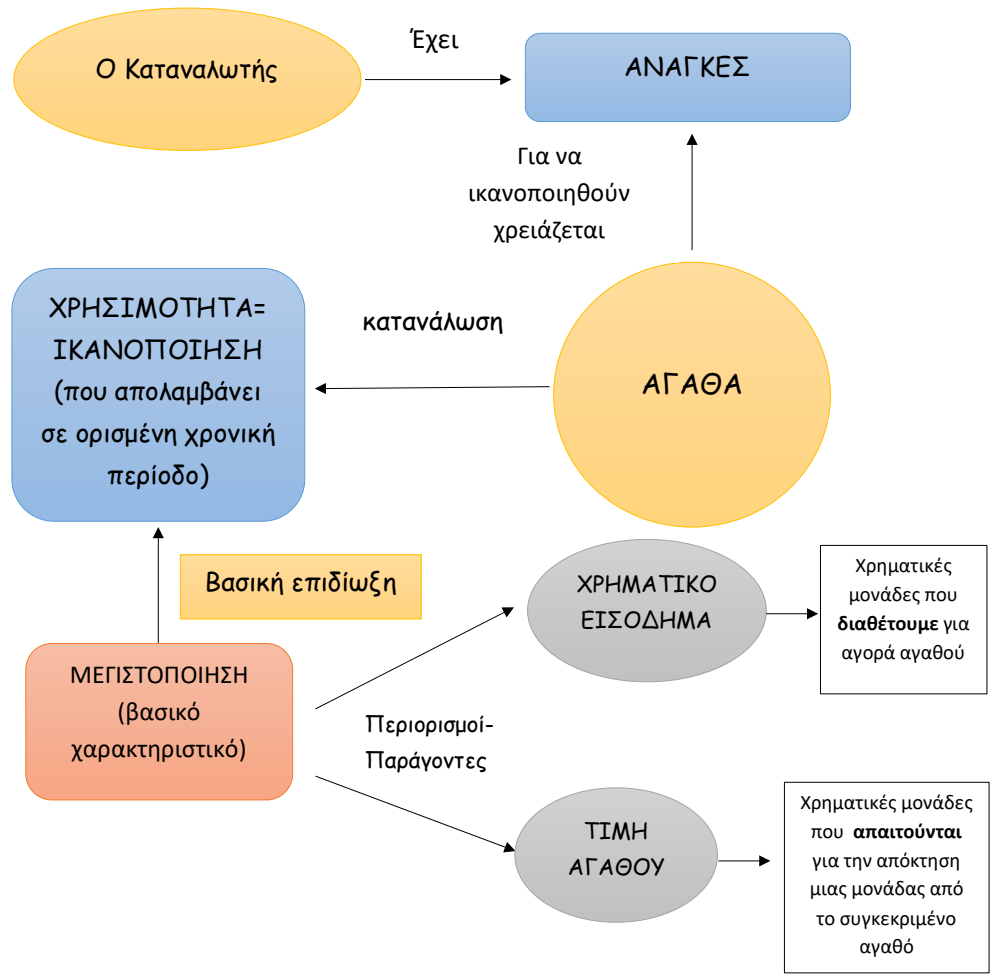 Ο Καταναλωτής
Έχει
ΑΝΑΓΚΕΣ
Για να
ικανοποιηθούν
χρειάζεται
ΧΡΗΣΙΜΟΤΗΤΑ=
ΙΚΑΝΟΠΟΙΗΣΗ
(που απολαμβάνει
σε ορισμένη χρονική
περίοδο)
κατανάλωση
ΑΓΑΘΑ
Βασική επιδίωξη
ΜΕΓΙΣΤΟΠΟΙΗΣΗ
(βασικό
χαρακτηριστικό)
Περιορισμοί-
Παράγοντες
ΧΡΗΜΑΤΙΚΟ
ΕΙΣΟΔΗΜΑ
Χρηματικές
μονάδες που
διαθέτουμε για
αγορά αγαθού
ΤΙΜΗ
ΑΓΑΘΟΥ
Χρηματικές μονάδες
που απαιτούνται
για την απόκτηση
μιας μονάδας από
το συγκεκριμένο
αγαθό